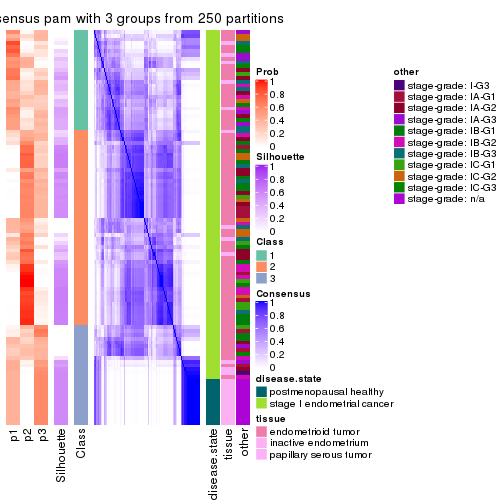 sensus pam with 3 groups from 250 partitions
Prob
1
0.8
0.6
0.4
0.2
0
Silhouette
1
0.8
0.6
0.4
0.2
0
Class
1
2
3
Consensus
1
0.8
0.6
0.4
0.2
0
disease.state
postmenopausal healthy
stage I endometrial cancer
tissue
endometrioid tumor
inactive endometrium
papillary serous tumor
other
stage-grade: I-G3
stage-grade: IA-G1
stage-grade: IA-G2
stage-grade: IA-G3
stage-grade: IB-G1
stage-grade: IB-G2
stage-grade: IB-G3
stage-grade: IC-G1
stage-grade: IC-G2
stage-grade: IC-G3
stage-grade: n/a
p1
p2
p3
Silhouette
Class
disease.state
tissue
other